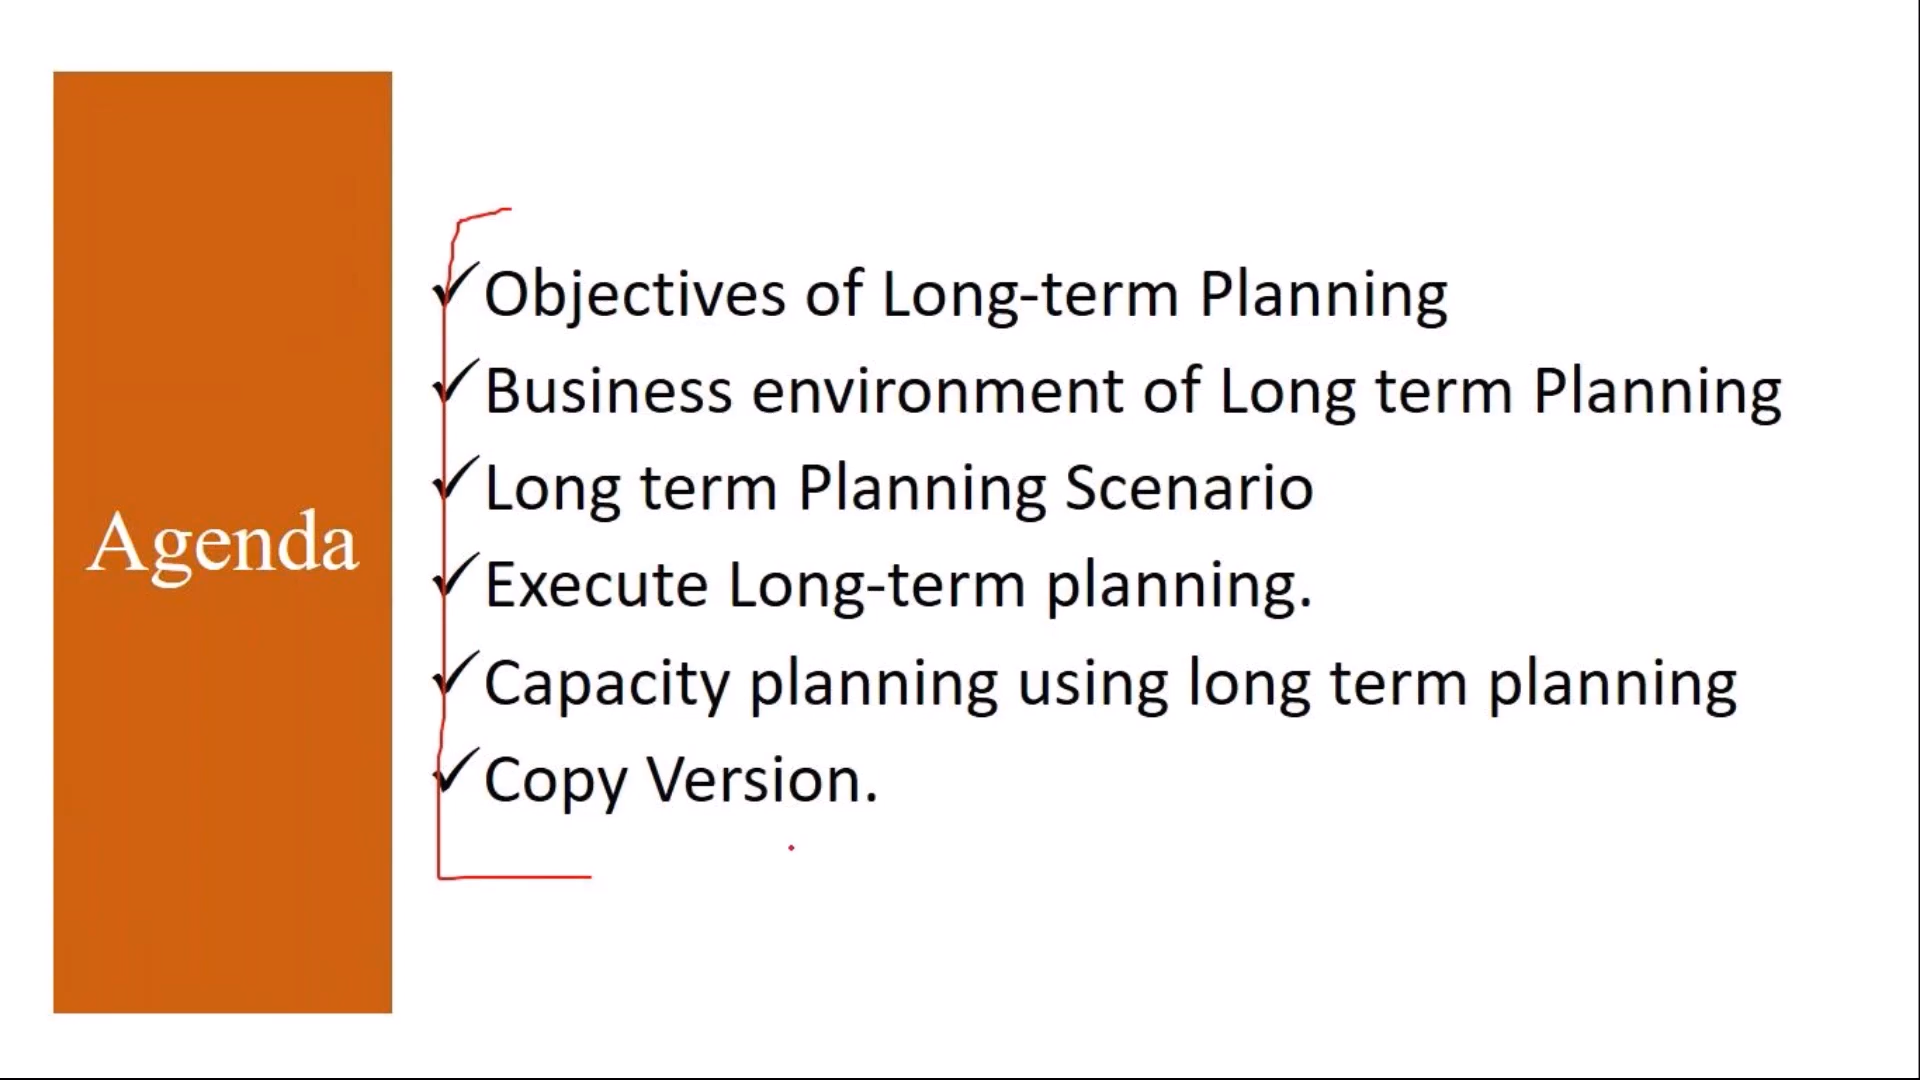 Agenda
Objectives of Long-term Planning
Business environment of Long term Planning
Long term Planning Scenario
Execute Long-term planning.
Capacity planning using long term planning
Copy Version.